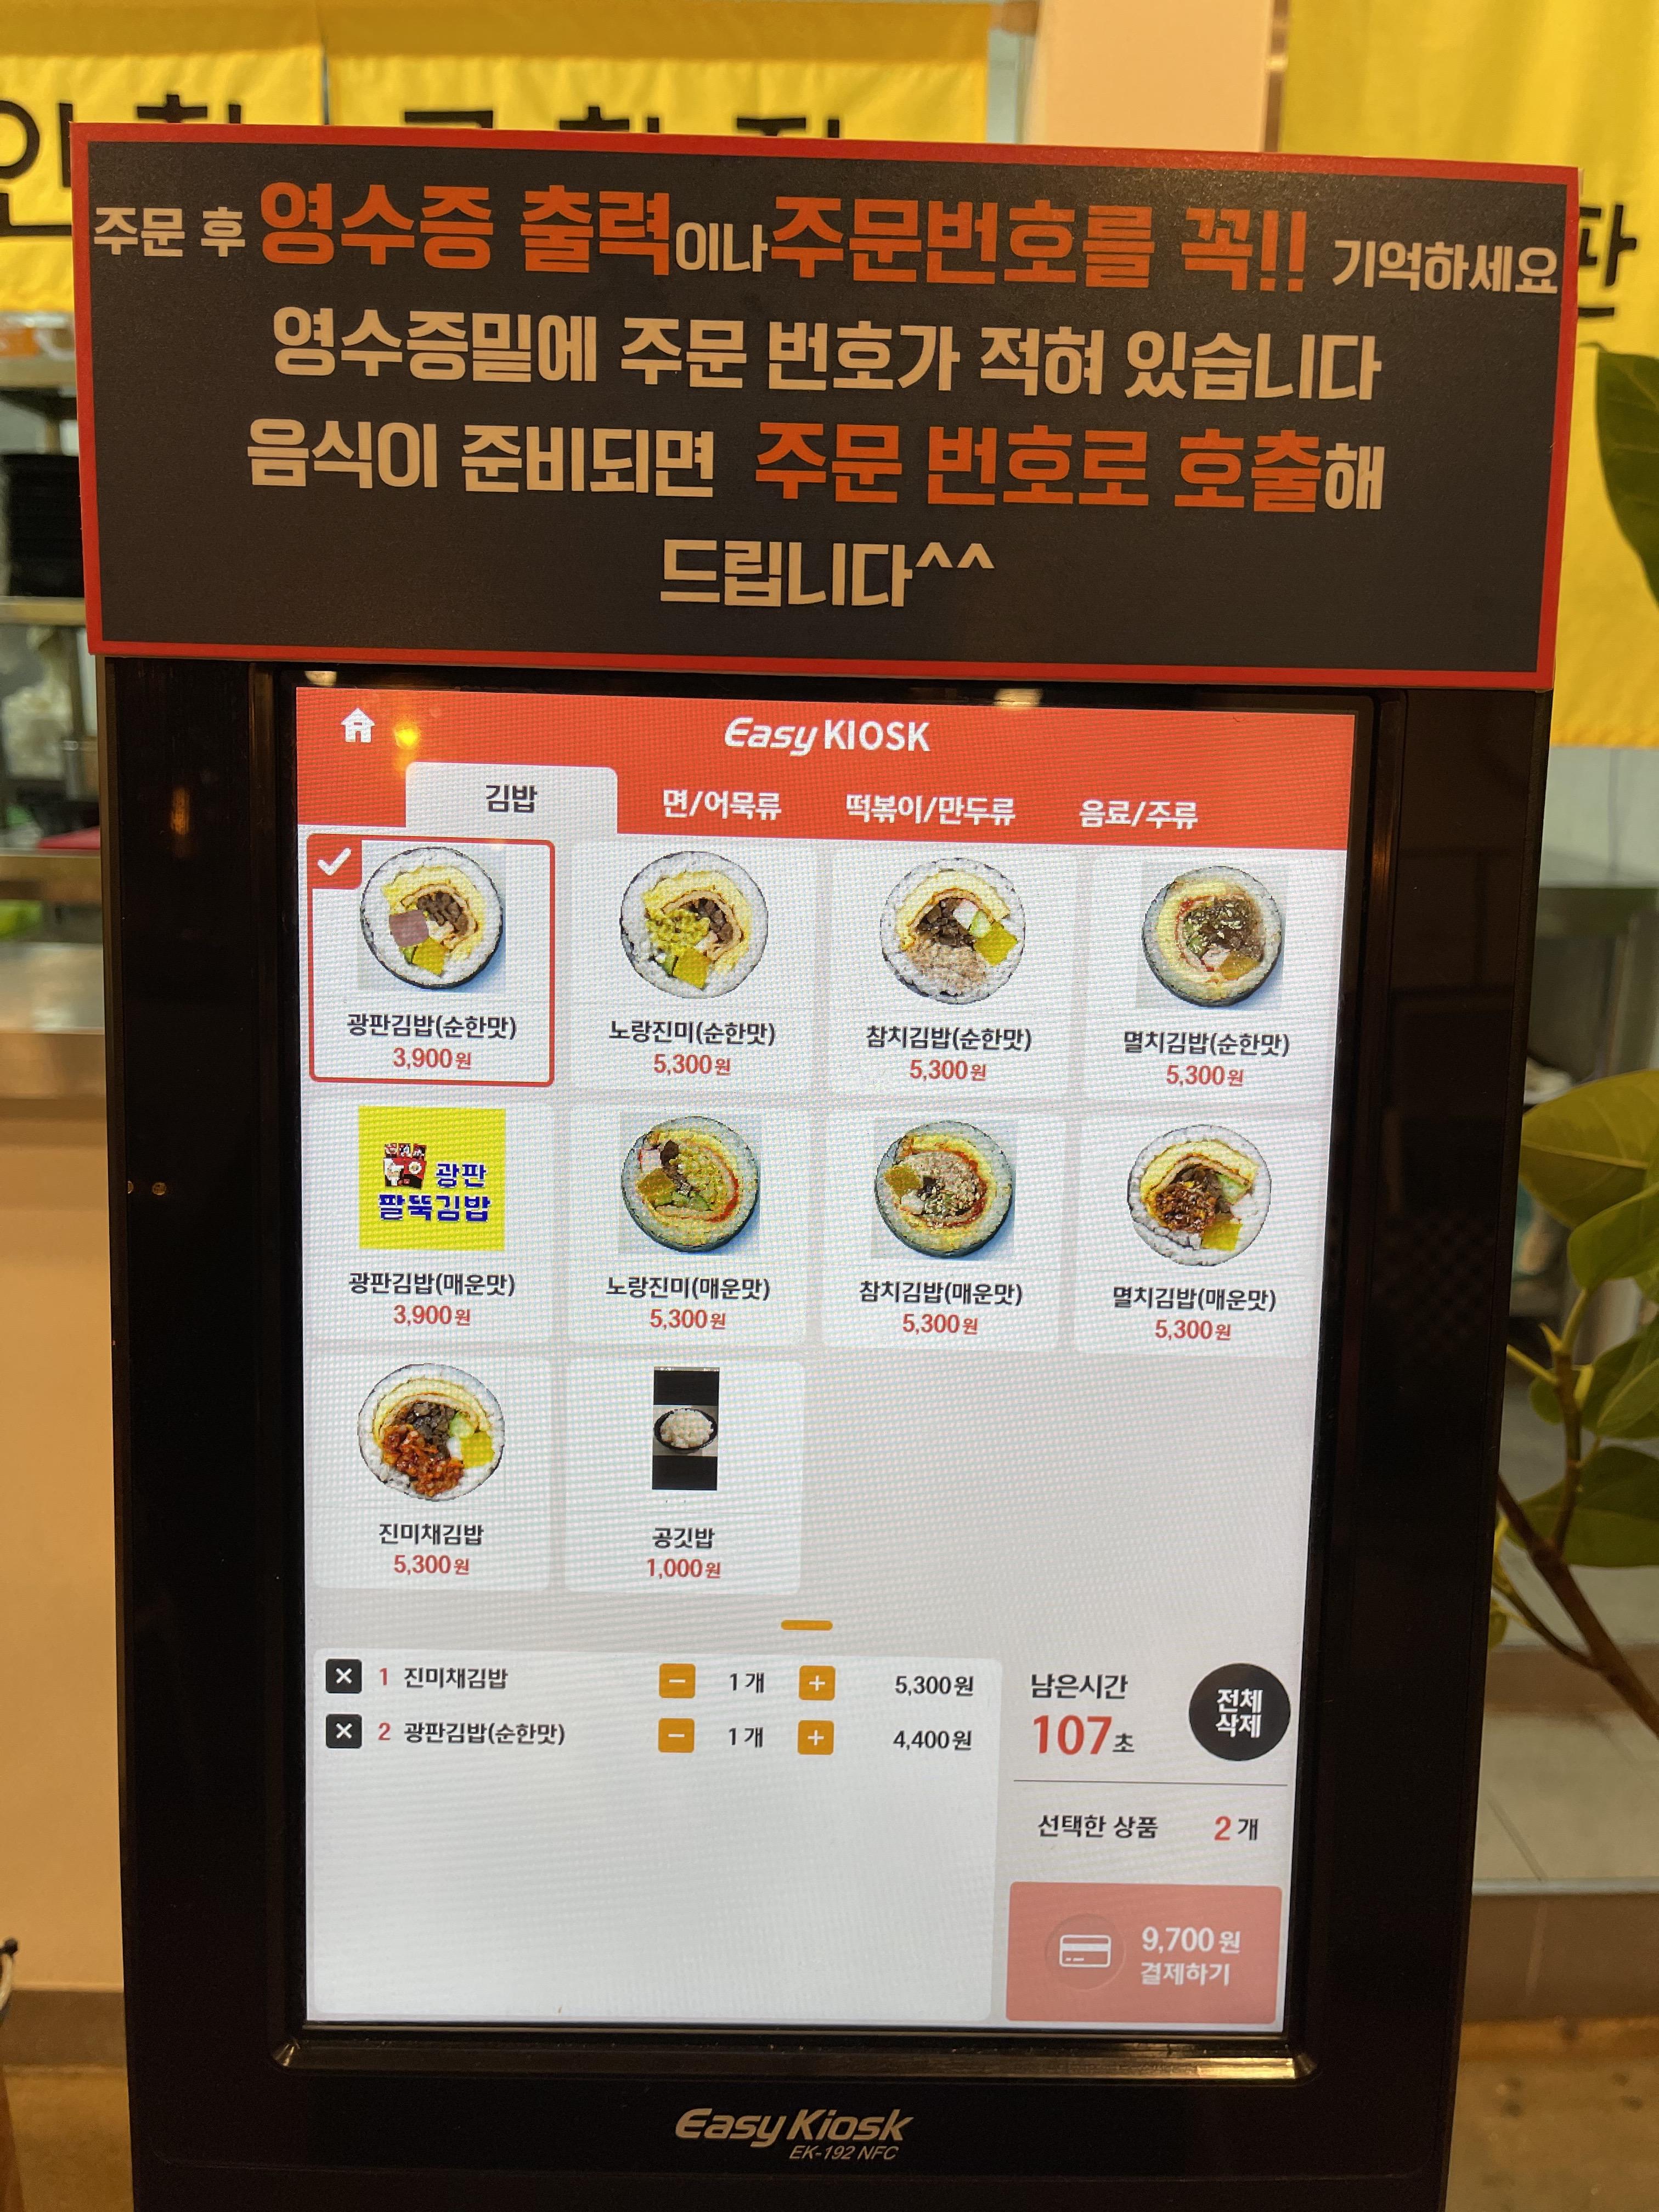 주문 후 영수증 출력이나 주문번호를 꼭!! 기억하세요
영수증밑에 주문 번호가 적혀 있습니다
음식이 준비되면 주문 번호로 호출해
드립니다^^
Easy KIOSK
김밥 면/어묵류 떡볶이/만두류 음료/주류
광판김밥(순한맛) 노랑진미(순한맛) 참치김밥(순한맛) 멸치김밥(순한맛)
3,900원 5,300원 5,300원 5,300원
광판
팔뚝김밥
광판김밥(매운맛) 노랑진미(매운맛) 참치김밥(매운맛) 멸치김밥(매운맛)
3,900원 5,300원 5,300원 5,300원
진미채김밥 공깃밥
5,300원 1,000원
1 진미채김밥 1개 5,300원
2 광판김밥(순한맛) 1개 4,400원
남은시간
107초
전체
삭제
선택한 상품 2개
9,700원
결제하기
Easy Kiosk
EK-192 NFC